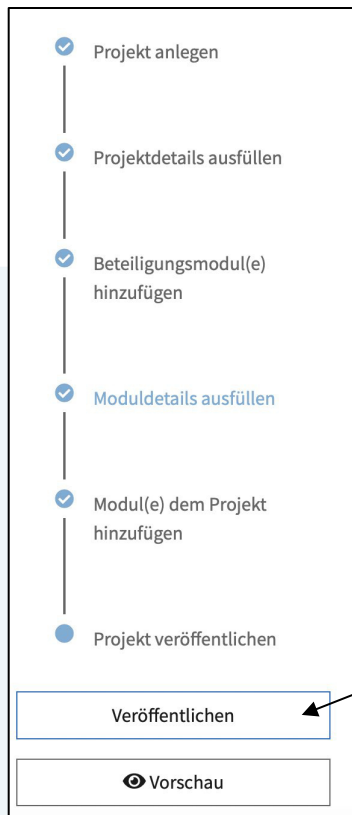 Projekt anlegen
Projektdetails ausfüllen
Beteiligungsmodul(e)
hinzufügen
Moduldetails ausfüllen
Modul(e) dem Projekt
hinzufügen
Projekt veröffentlichen
Veröffentlichen
Vorschau